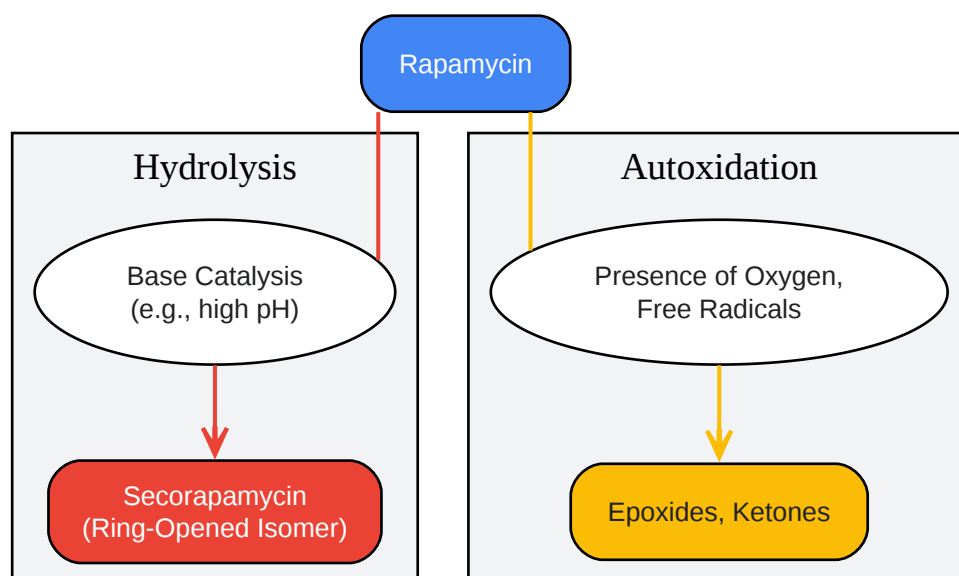 Rapamycin
Hydrolysis
Base Catalysis
(e.g., high pH)
Secorapamycin
(Ring-Opened Isomer)
Autoxidation
Presence of Oxygen,
Free Radicals
Epoxides, Ketones